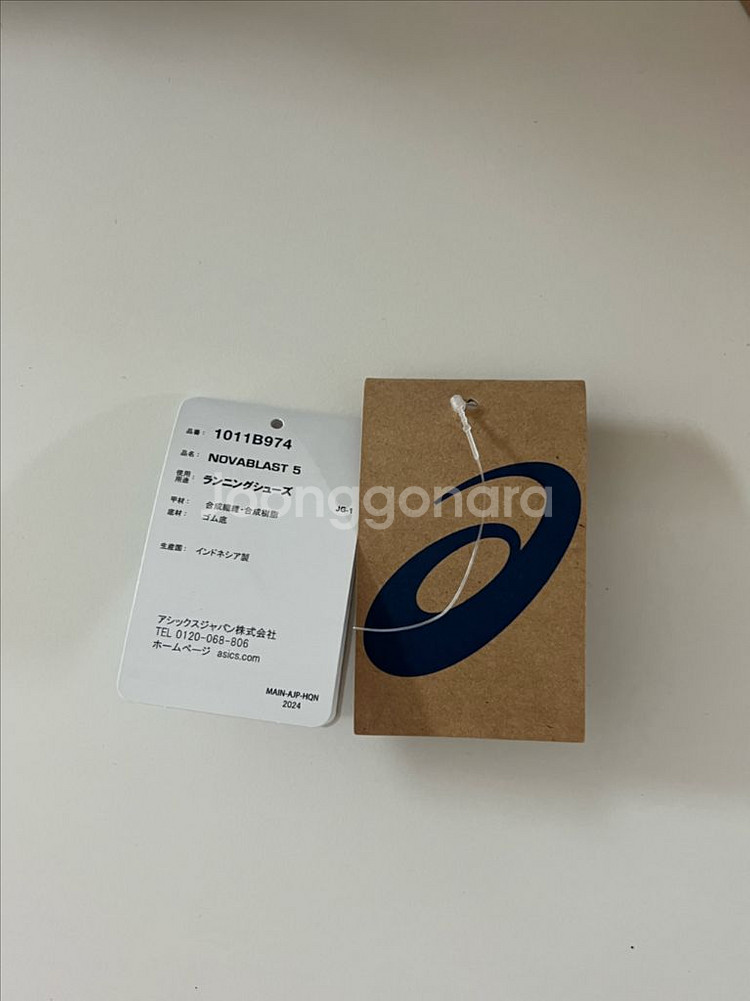 品番: 1011B974
品名: NOVABLAST 5
使用用途: ランニングシューズ
甲材: 合成繊維・合成樹脂 JG-1
底材: ゴム底
生産国: インドネシア製
アシックスジャパン株式会社
TEL 0120-068-806
ホームページ asics.com
MAIN-AJP-HQN
2024
joonggonara